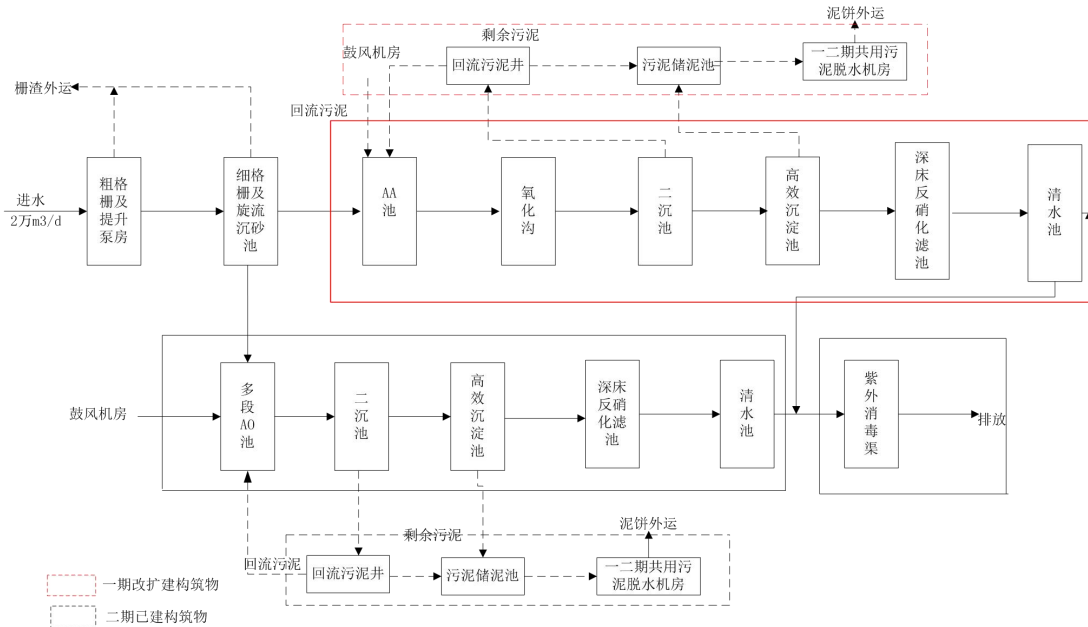 泥饼外运
剩余污泥
鼓风机房
回流污泥井
污泥储泥池
一二期共用污
泥脱水机房
栅渣外运
回流污泥
进水
2万m3/d
粗格
栅及
提升
泵房
细格
栅及
旋流
沉砂
池
AA
池
氧
化
沟
二
沉
池
高
效
沉
淀
池
深
床
反
硝
化
滤
池
清
水
池
鼓风机房
多
段
AO
池
二
沉
池
高
效
沉
淀
池
深床
反硝
化滤
池
清
水
池
紫
外
消
毒
渠
排放
泥饼外运
剩余污泥
回流污泥
回流污泥井
污泥储泥池
一二期共用污
泥脱水机房
一期改扩建构筑物
二期已建构筑物